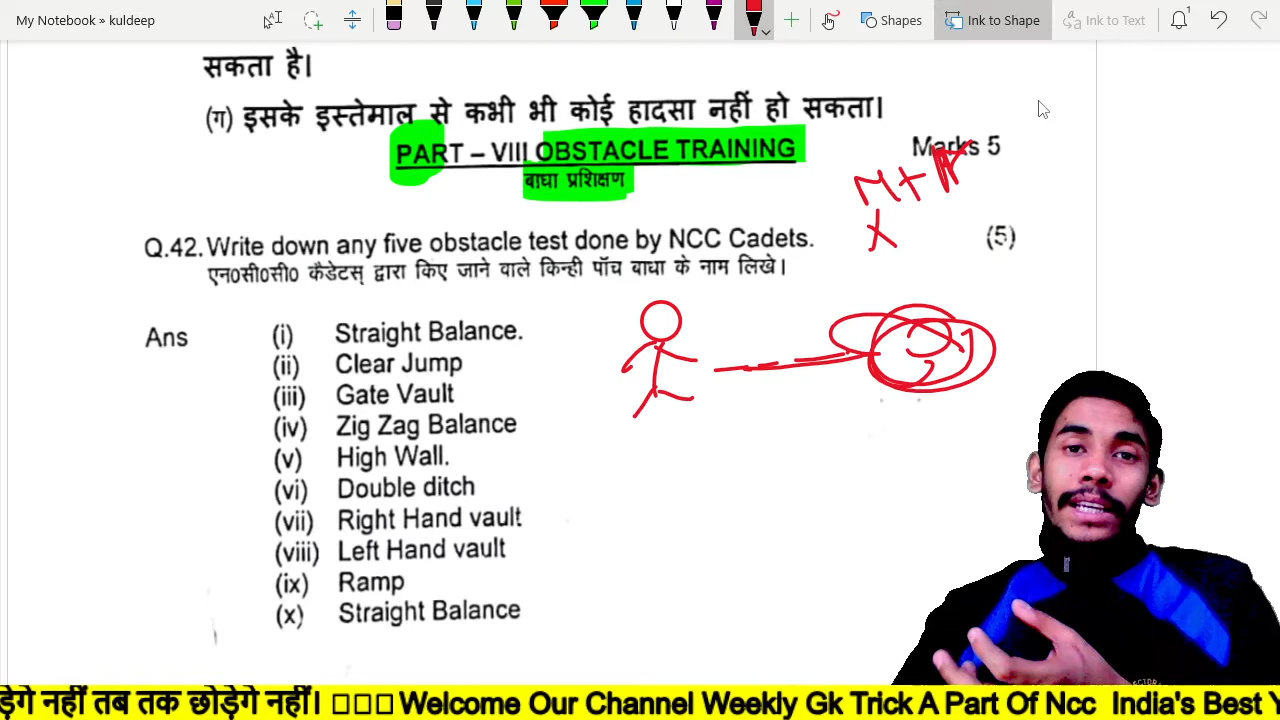 My Notebook » kuldeep
Shapes
Ink to Shape
Ink to Text
सकता है।
(ग) इसके इस्तेमाल से कभी भी कोई हादसा नहीं हो सकता।
PART – VIII OBSTACLE TRAINING Marks 5
बाधा प्रशिक्षण
M +
X
Q.42. Write down any five obstacle test done by NCC Cadets. (5)
एन०सी०सी० कैडेटस् द्वारा किए जाने वाले किन्ही पॉच बाधा के नाम लिखे।
Ans (i) Straight Balance.
(ii) Clear Jump
(iii) Gate Vault
(iv) Zig Zag Balance
(v) High Wall.
(vi) Double ditch
(vii) Right Hand vault
(viii) Left Hand vault
(ix) Ramp
(x) Straight Balance
नहीं तब तक छोड़ेगे नहीं। Welcome Our Channel Weekly Gk Trick A Part Of Ncc India's Best